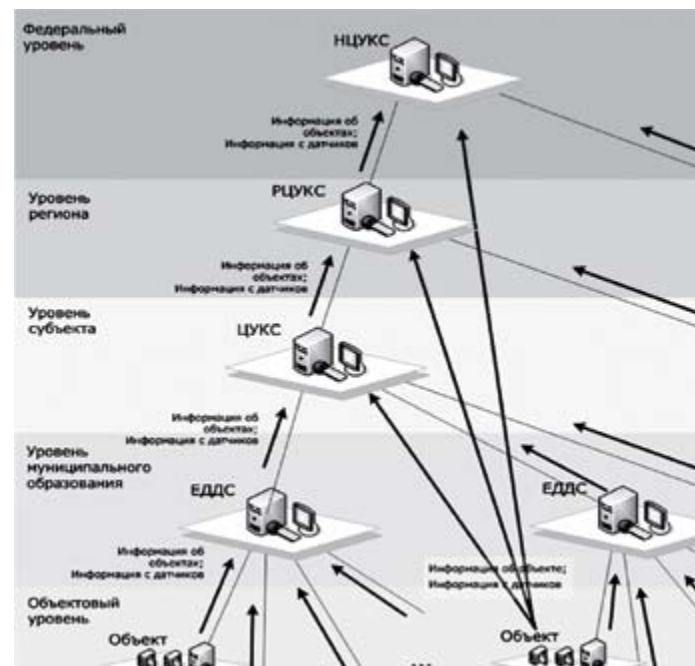 Федеральный
уровень
НЦУКС
Информация об
объектах;
Информация с датчиков
Уровень
региона
РЦУКС
Информация об
объектах;
Информация с датчиков
Уровень
субъекта
ЦУКС
Информация об
объектах;
Информация с датчиков
Уровень
муниципального
образования
ЕДДС
ЕДДС
Информация об
объектах;
Информация с датчиков
Информация об объекте;
Информация с датчиков
Объектовый
уровень
Объект
Объект
...